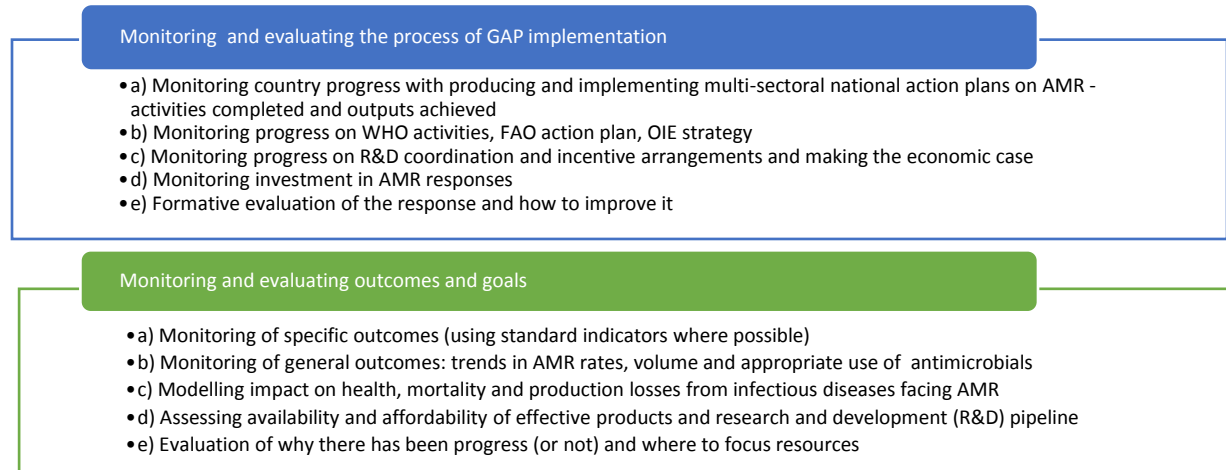 Monitoring and evaluating the process of GAP implementation
•a) Monitoring country progress with producing and implementing multi-sectoral national action plans on AMR -
activities completed and outputs achieved
•b) Monitoring progress on WHO activities, FAO action plan, OIE strategy
•c) Monitoring progress on R&D coordination and incentive arrangements and making the economic case
•d) Monitoring investment in AMR responses
•e) Formative evaluation of the response and how to improve it
Monitoring and evaluating outcomes and goals
•a) Monitoring of specific outcomes (using standard indicators where possible)
•b) Monitoring of general outcomes: trends in AMR rates, volume and appropriate use of antimicrobials
•c) Modelling impact on health, mortality and production losses from infectious diseases facing AMR
•d) Assessing availability and affordability of effective products and research and development (R&D) pipeline
•e) Evaluation of why there has been progress (or not) and where to focus resources